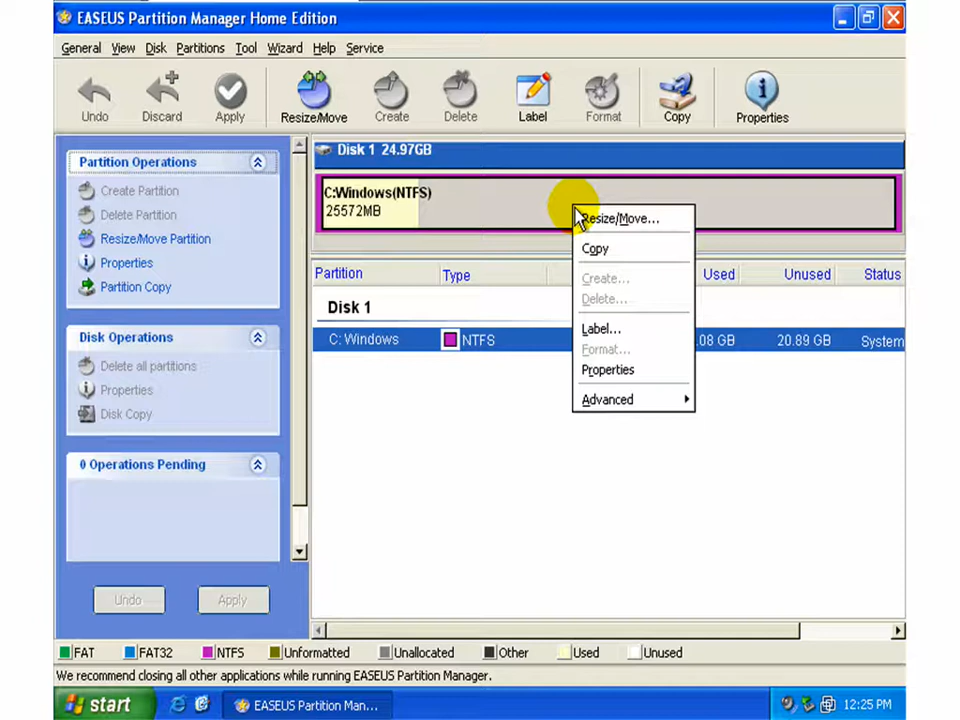 EASEUS Partition Manager Home Edition
General View Disk Partitions Tool Wizard Help Service
Undo Discard Apply Resize/Move Create Delete Label Format Copy Properties
Partition Operations
Create Partition
Delete Partition
Resize/Move Partition
Properties
Partition Copy
Disk Operations
Delete all partitions
Properties
Disk Copy
0 Operations Pending
Undo Apply
Disk 1 24.97GB
C:Windows(NTFS)
25572MB
Resize/Move...
Copy
Create...
Delete...
Label...
Format...
Properties
Advanced
Partition Type Used Unused Status
Disk 1
C: Windows NTFS .08 GB 20.89 GB System
FAT FAT32 NTFS Unformatted Unallocated Other Used Unused
We recommend closing all other applications while running EASEUS Partition Manager.
start EASEUS Partition Man... 12:25 PM